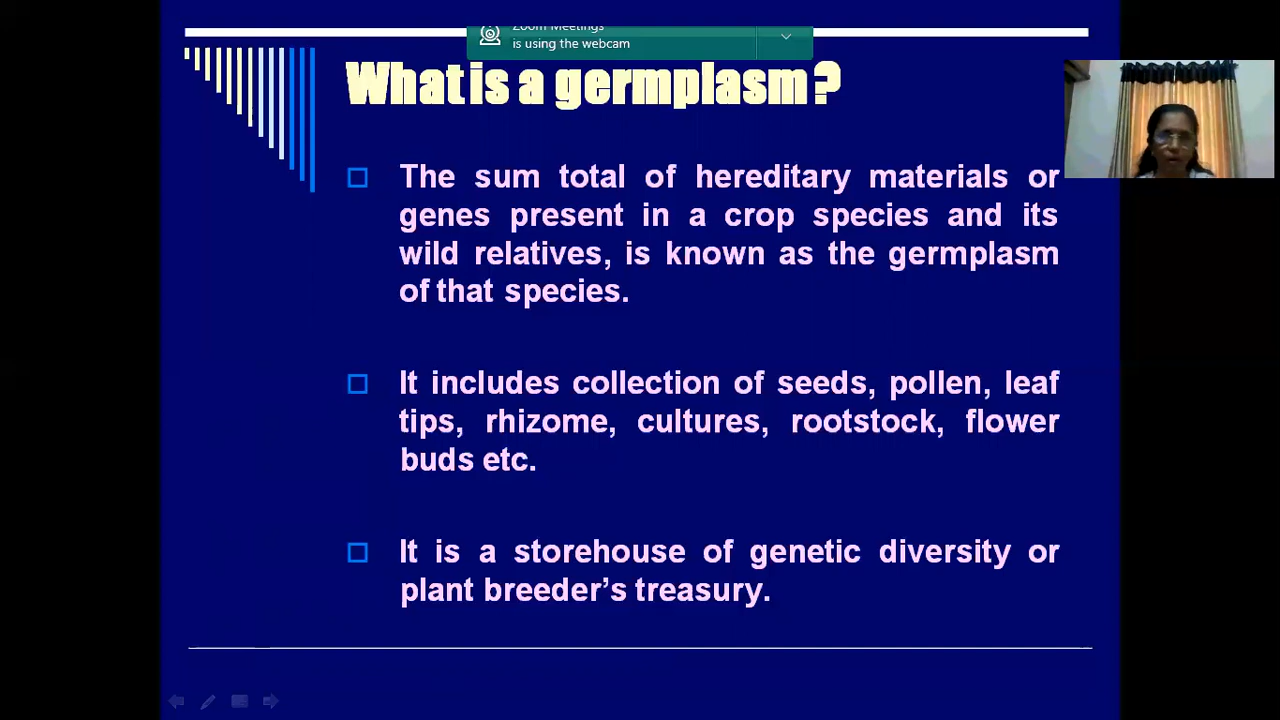 Zoom Meetings
is using the webcam
What is a germplasm ?
The sum total of hereditary materials or
genes present in a crop species and its
wild relatives, is known as the germplasm
of that species.
It includes collection of seeds, pollen, leaf
tips, rhizome, cultures, rootstock, flower
buds etc.
It is a storehouse of genetic diversity or
plant breeder’s treasury.